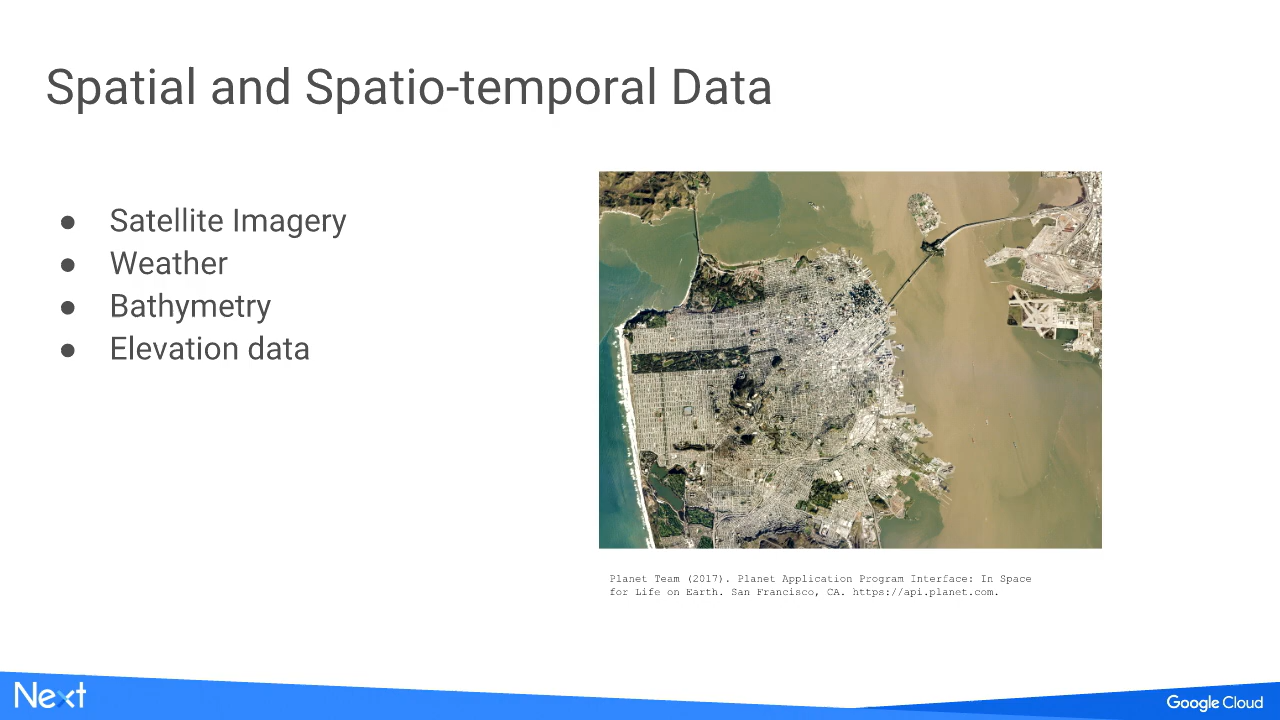 Spatial and Spatio-temporal Data
● Satellite Imagery
● Weather
● Bathymetry
● Elevation data
Planet Team (2017). Planet Application Program Interface: In Space
for Life on Earth. San Francisco, CA. https://api.planet.com.
Next
Google Cloud